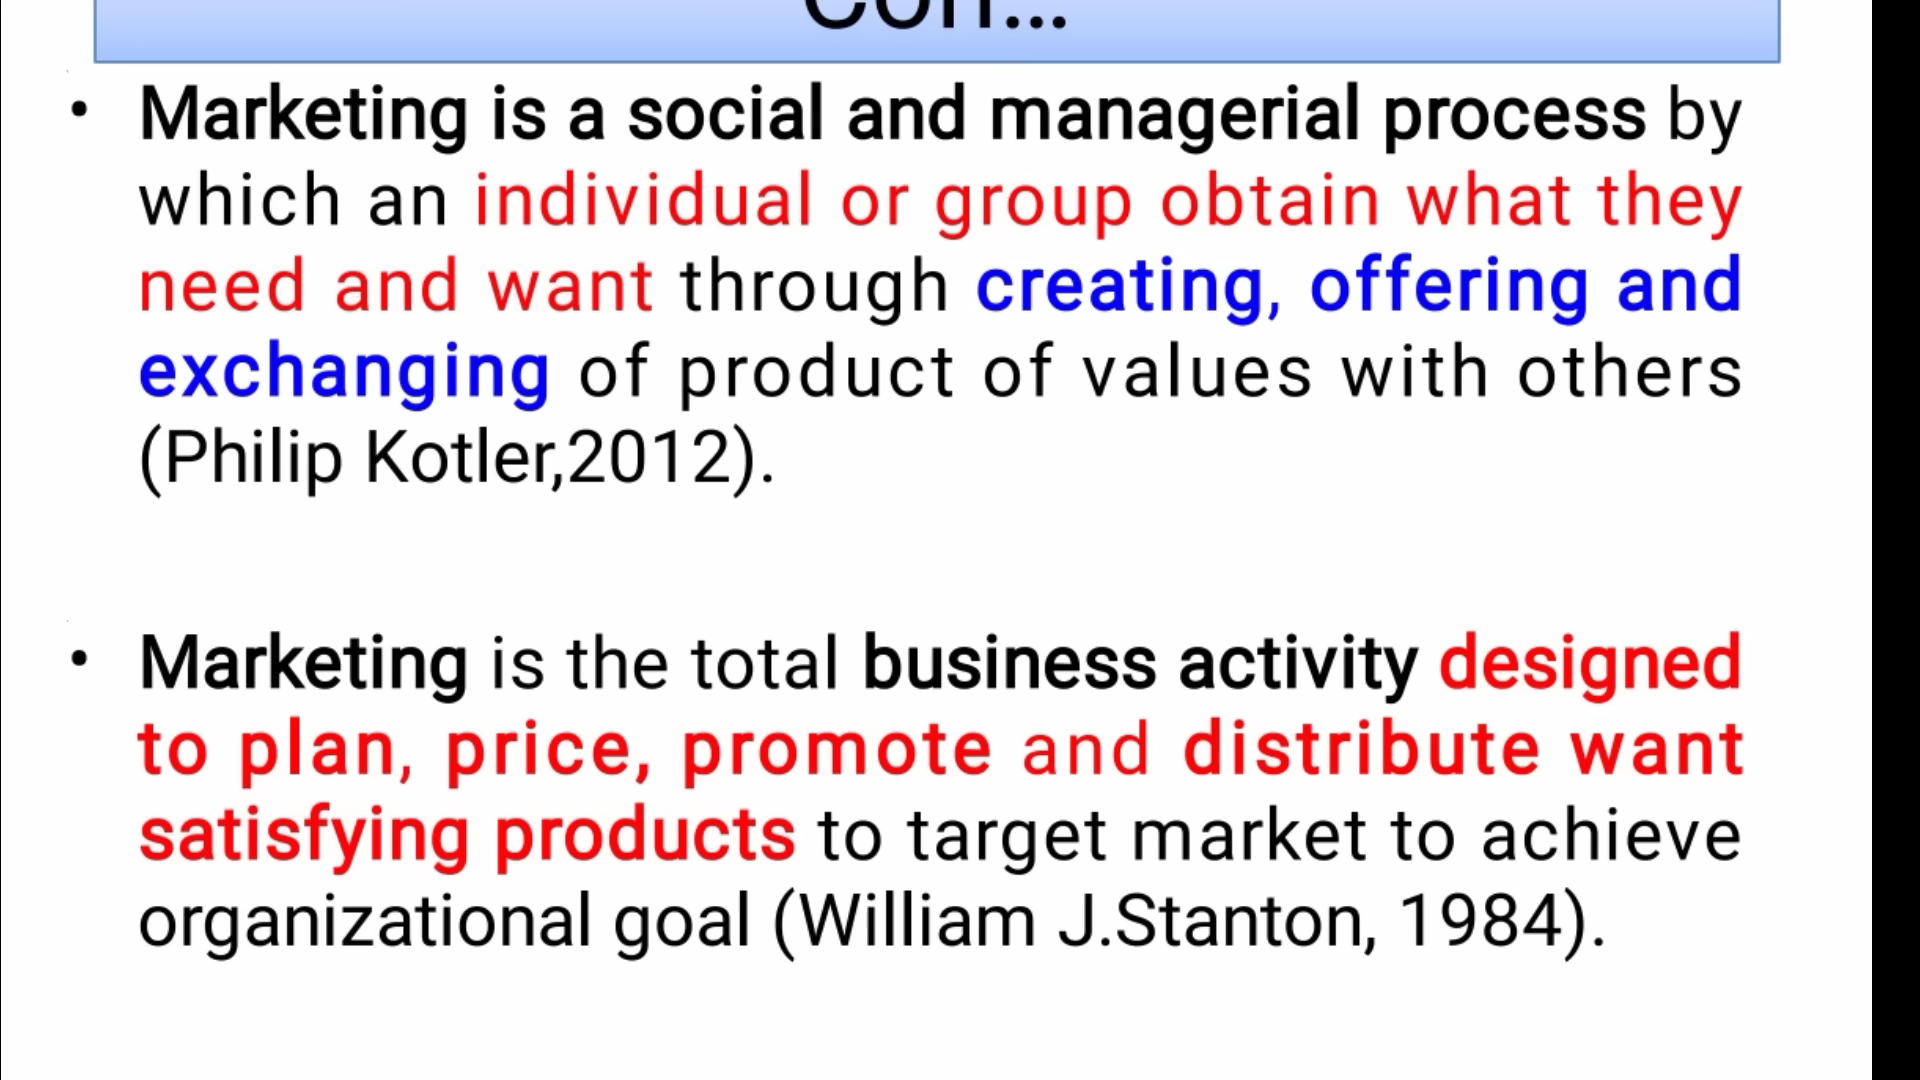 Con...
• Marketing is a social and managerial process by
which an individual or group obtain what they
need and want through creating, offering and
exchanging of product of values with others
(Philip Kotler,2012).
• Marketing is the total business activity designed
to plan, price, promote and distribute want
satisfying products to target market to achieve
organizational goal (William J.Stanton, 1984).